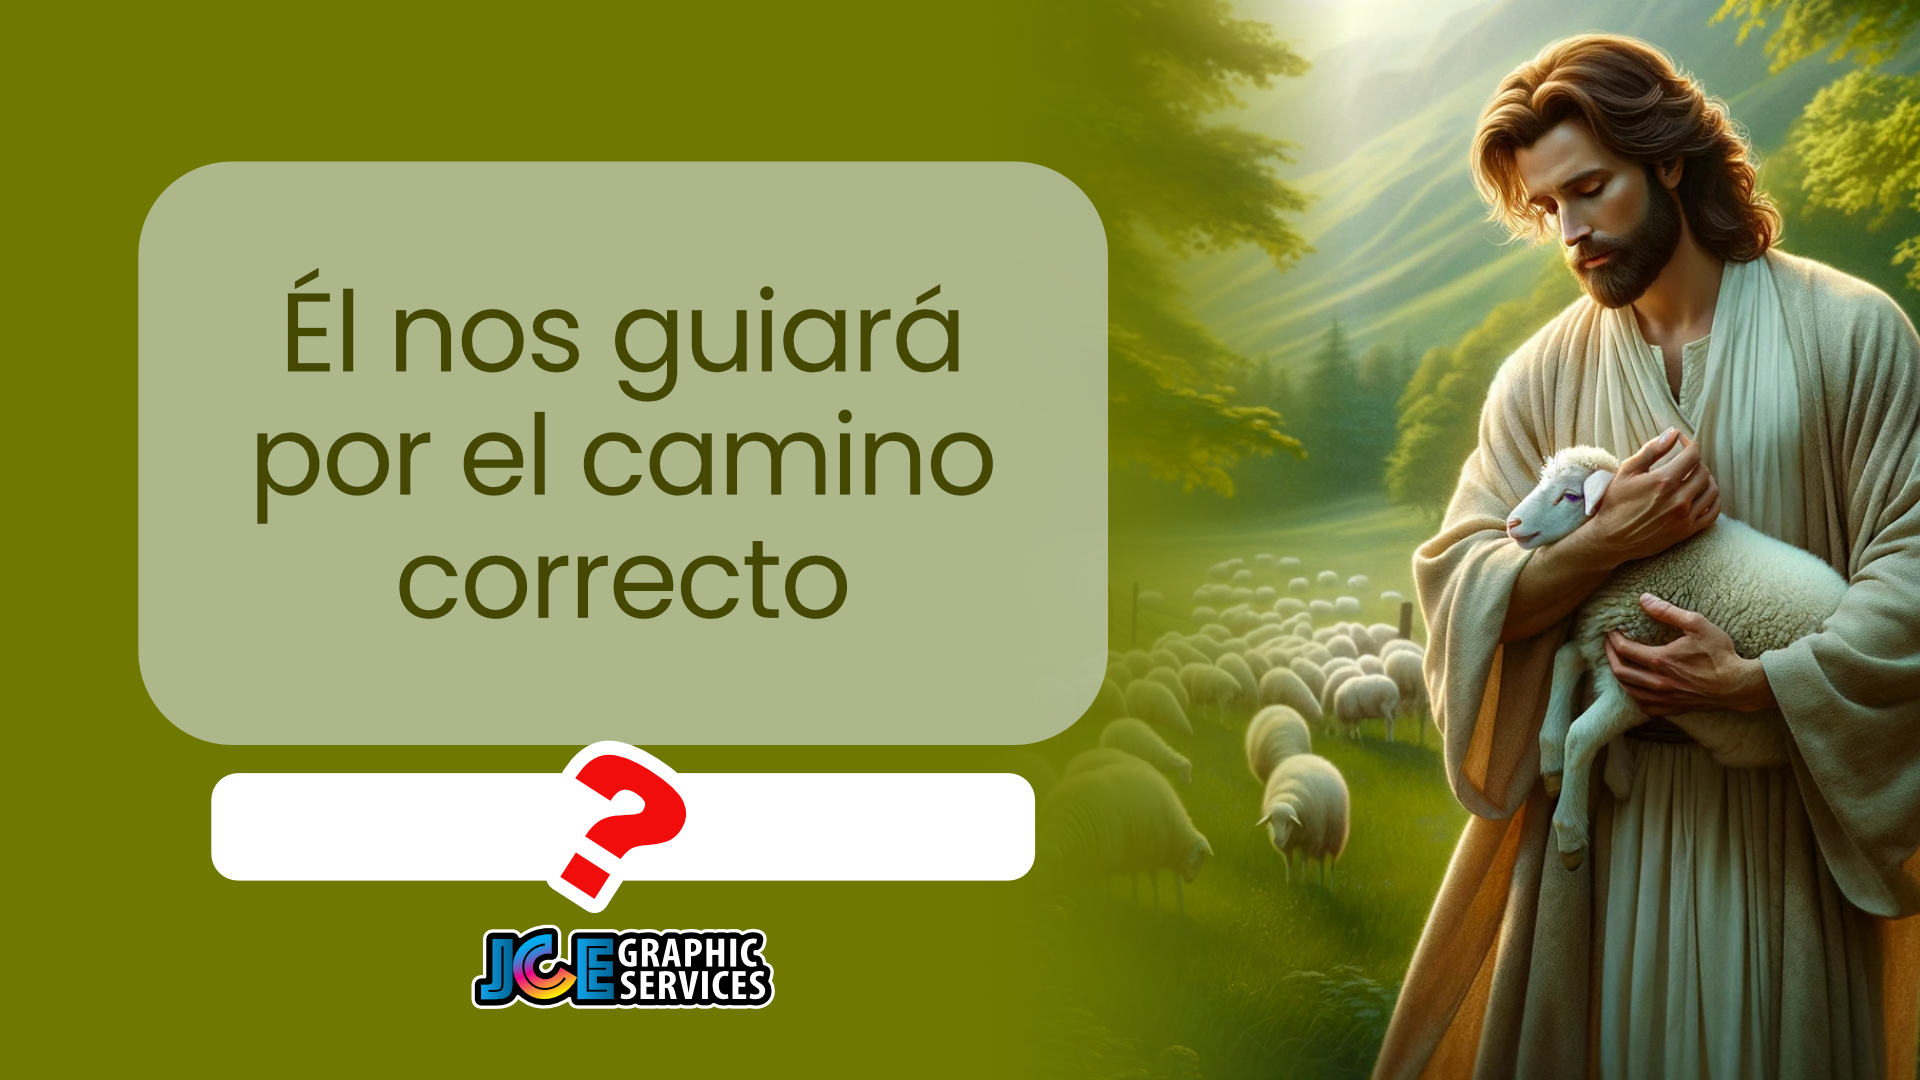 Él nos guiará
por el camino
correcto
?
JCE GRAPHIC
SERVICES